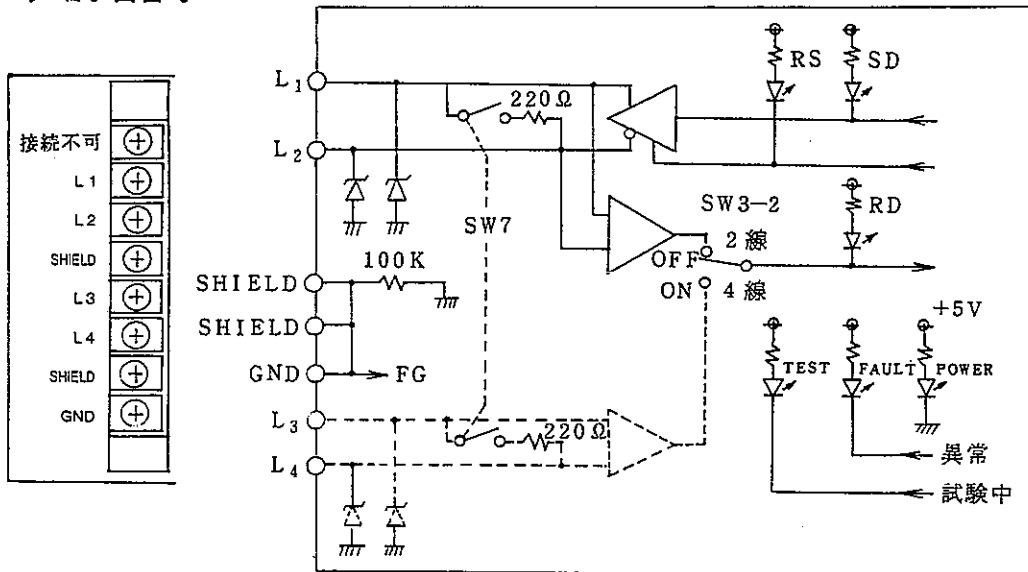 接続不可
L1
L2
SHIELD
L3
L4
SHIELD
GND
L1
L2
SHIELD
SHIELD
GND
FG
L3
L4
220Ω
SW7
100K
220Ω
RS
SD
SW3-2
2線
OFF
ON
4線
RD
+5V
TEST
FAULT
POWER
異常
試験中